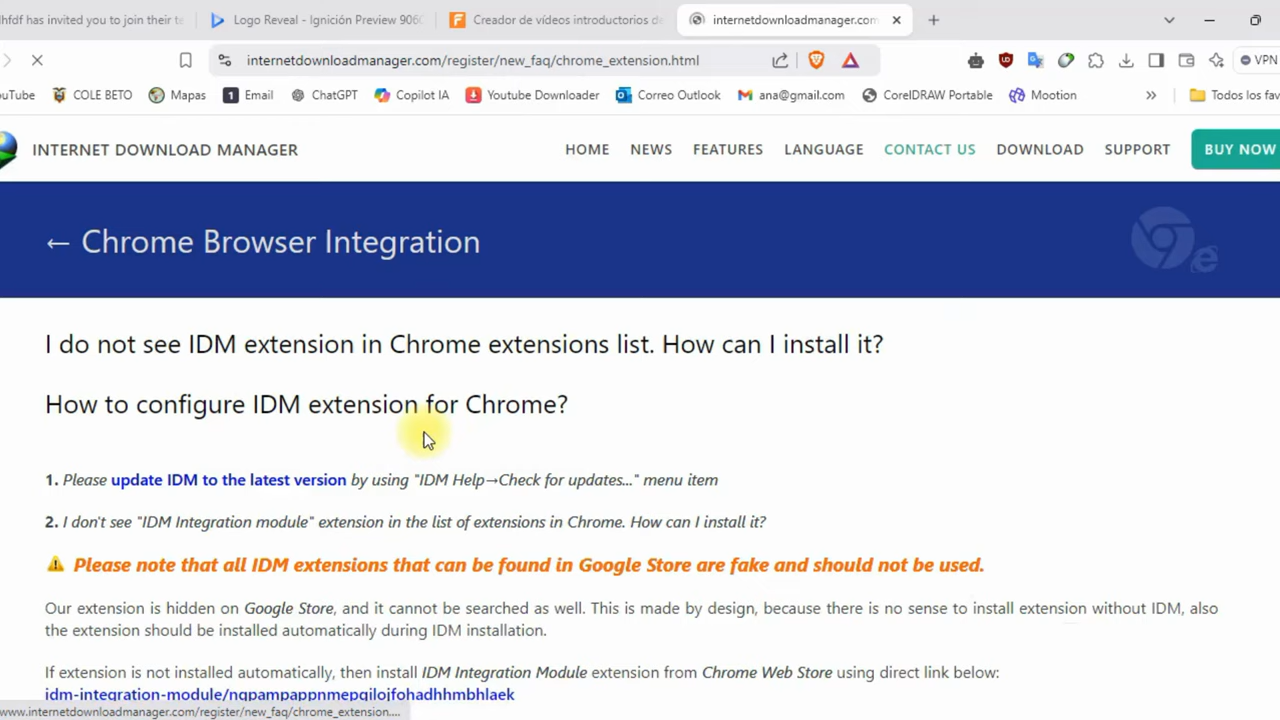 hfdf has invited you to join their te
Logo Reveal - Ignición Preview 9060
Creador de vídeos introductorios de
internetdownloadmanager.com
internetdownloadmanager.com/register/new_faq/chrome_extension.html
VPN
uTube
COLE BETO
Mapas
1 Email
ChatGPT
Copilot IA
Youtube Downloader
Correo Outlook
ana@gmail.com
CorelDRAW Portable
Mootion
Todos los fav
INTERNET DOWNLOAD MANAGER
HOME
NEWS
FEATURES
LANGUAGE
CONTACT US
DOWNLOAD
SUPPORT
BUY NOW
← Chrome Browser Integration
I do not see IDM extension in Chrome extensions list. How can I install it?
How to configure IDM extension for Chrome?
1. Please update IDM to the latest version by using "IDM Help→Check for updates..." menu item
2. I don't see "IDM Integration module" extension in the list of extensions in Chrome. How can I install it?
Please note that all IDM extensions that can be found in Google Store are fake and should not be used.
Our extension is hidden on Google Store, and it cannot be searched as well. This is made by design, because there is no sense to install extension without IDM, also
the extension should be installed automatically during IDM installation.
If extension is not installed automatically, then install IDM Integration Module extension from Chrome Web Store using direct link below:
idm-integration-module/ngpampappnmepgilojfohadhhmbhlaek
www.internetdownloadmanager.com/register/new_faq/chrome_extension....